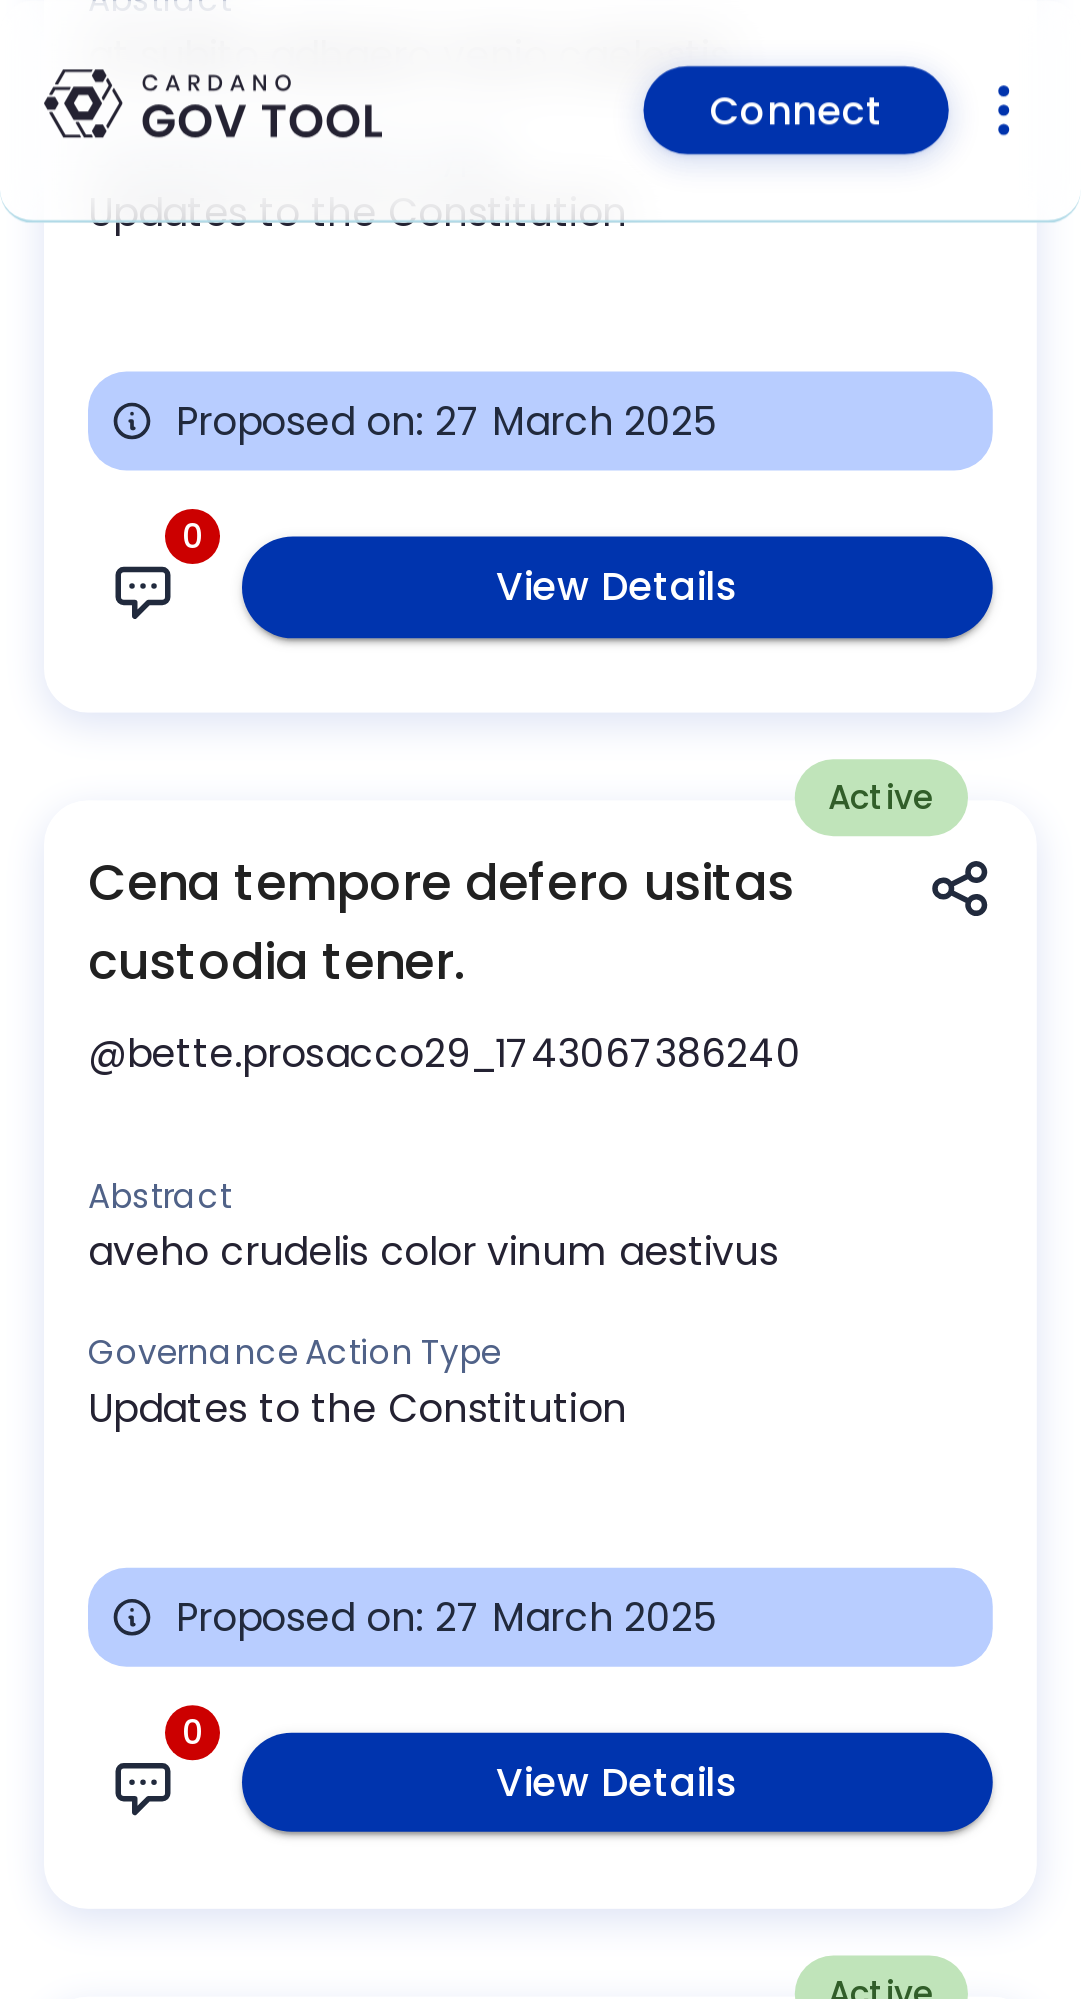 Abstract
CARDANO
GOV TOOL
Connect
Updates to the Constitution
Proposed on: 27 March 2025
0
View Details
Active
Cena tempore defero usitas
custodia tener.
@bette.prosacco29_1743067386240
Abstract
aveho crudelis color vinum aestivus
Governance Action Type
Updates to the Constitution
Proposed on: 27 March 2025
0
View Details
Active